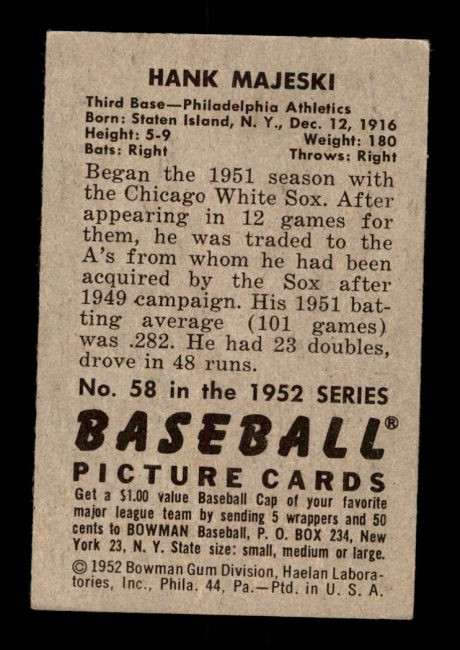 HANK MAJESKI
Third Base—Philadelphia Athletics
Born: Staten Island, N. Y., Dec. 12, 1916
Height: 5-9 Weight: 180
Bats: Right Throws: Right
Began the 1951 season with
the Chicago White Sox. After
appearing in 12 games for
them, he was traded to the
A's from whom he had been
acquired by the Sox after
1949 campaign. His 1951 bat-
ting average (101 games)
was .282. He had 23 doubles,
drove in 48 runs.
No. 58 in the 1952 SERIES
BASEBALL®
PICTURE CARDS
Get a $1.00 value Baseball Cap of your favorite
major league team by sending 5 wrappers and 50
cents to BOWMAN Baseball, P. O. BOX 234, New
York 23, N. Y. State size: small, medium or large.
©1952 Bowman Gum Division, Haelan Labora-
tories, Inc., Phila. 44, Pa.—Ptd. in U. S. A.